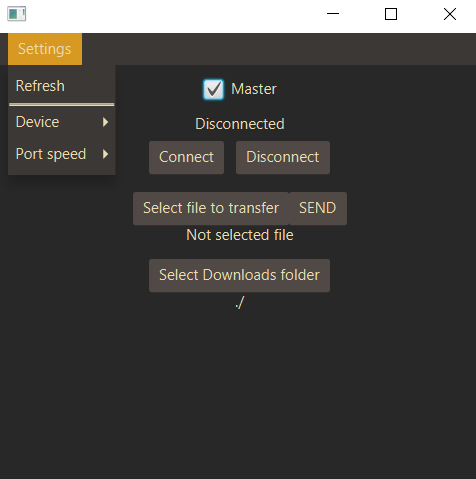 Settings
Refresh
Device
Port speed
Master
Disconnected
Connect Disconnect
Select file to transfer SEND
Not selected file
Select Downloads folder
./